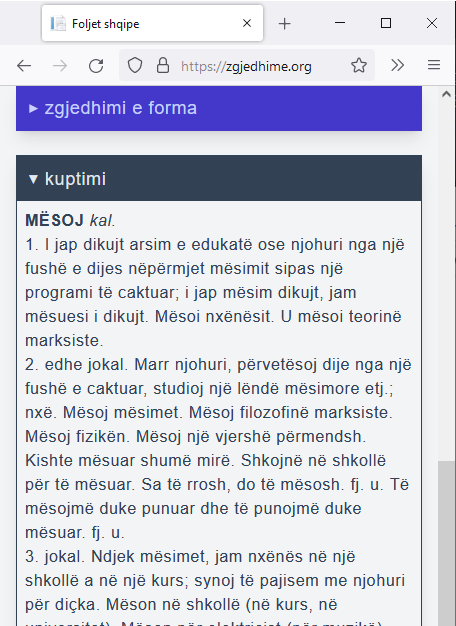 Foljet shqipe
https://zgjedhime.org
▸ zgjedhimi e forma
▾ kuptimi
MËSOJ kal.
1. I jap dikujt arsim e edukatë ose njohuri nga një
fushë e dijes nëpërmjet mësimit sipas një
programi të caktuar; i jap mësim dikujt, jam
mësuesi i dikujt. Mësoi nxënësit. U mësoi teorinë
marksiste.
2. edhe jokal. Marr njohuri, përvetësoj dije nga një
fushë e caktuar, studioj një lëndë mësimore etj.;
nxë. Mësoj mësimet. Mësoj filozofinë marksiste.
Mësoj fizikën. Mësoj një vjershë përmendsh.
Kishte mësuar shumë mirë. Shkojnë në shkollë
për të mësuar. Sa të rrosh, do të mësosh. fj. u. Të
mësojmë duke punuar dhe të punojmë duke
mësuar. fj. u.
3. jokal. Ndjek mësimet, jam nxënës në një
shkollë a në një kurs; synoj të pajisem me njohuri
për diçka. Mëson në shkollë (në kurs, në
universitet). Mëson për elektricist (për muzikë)